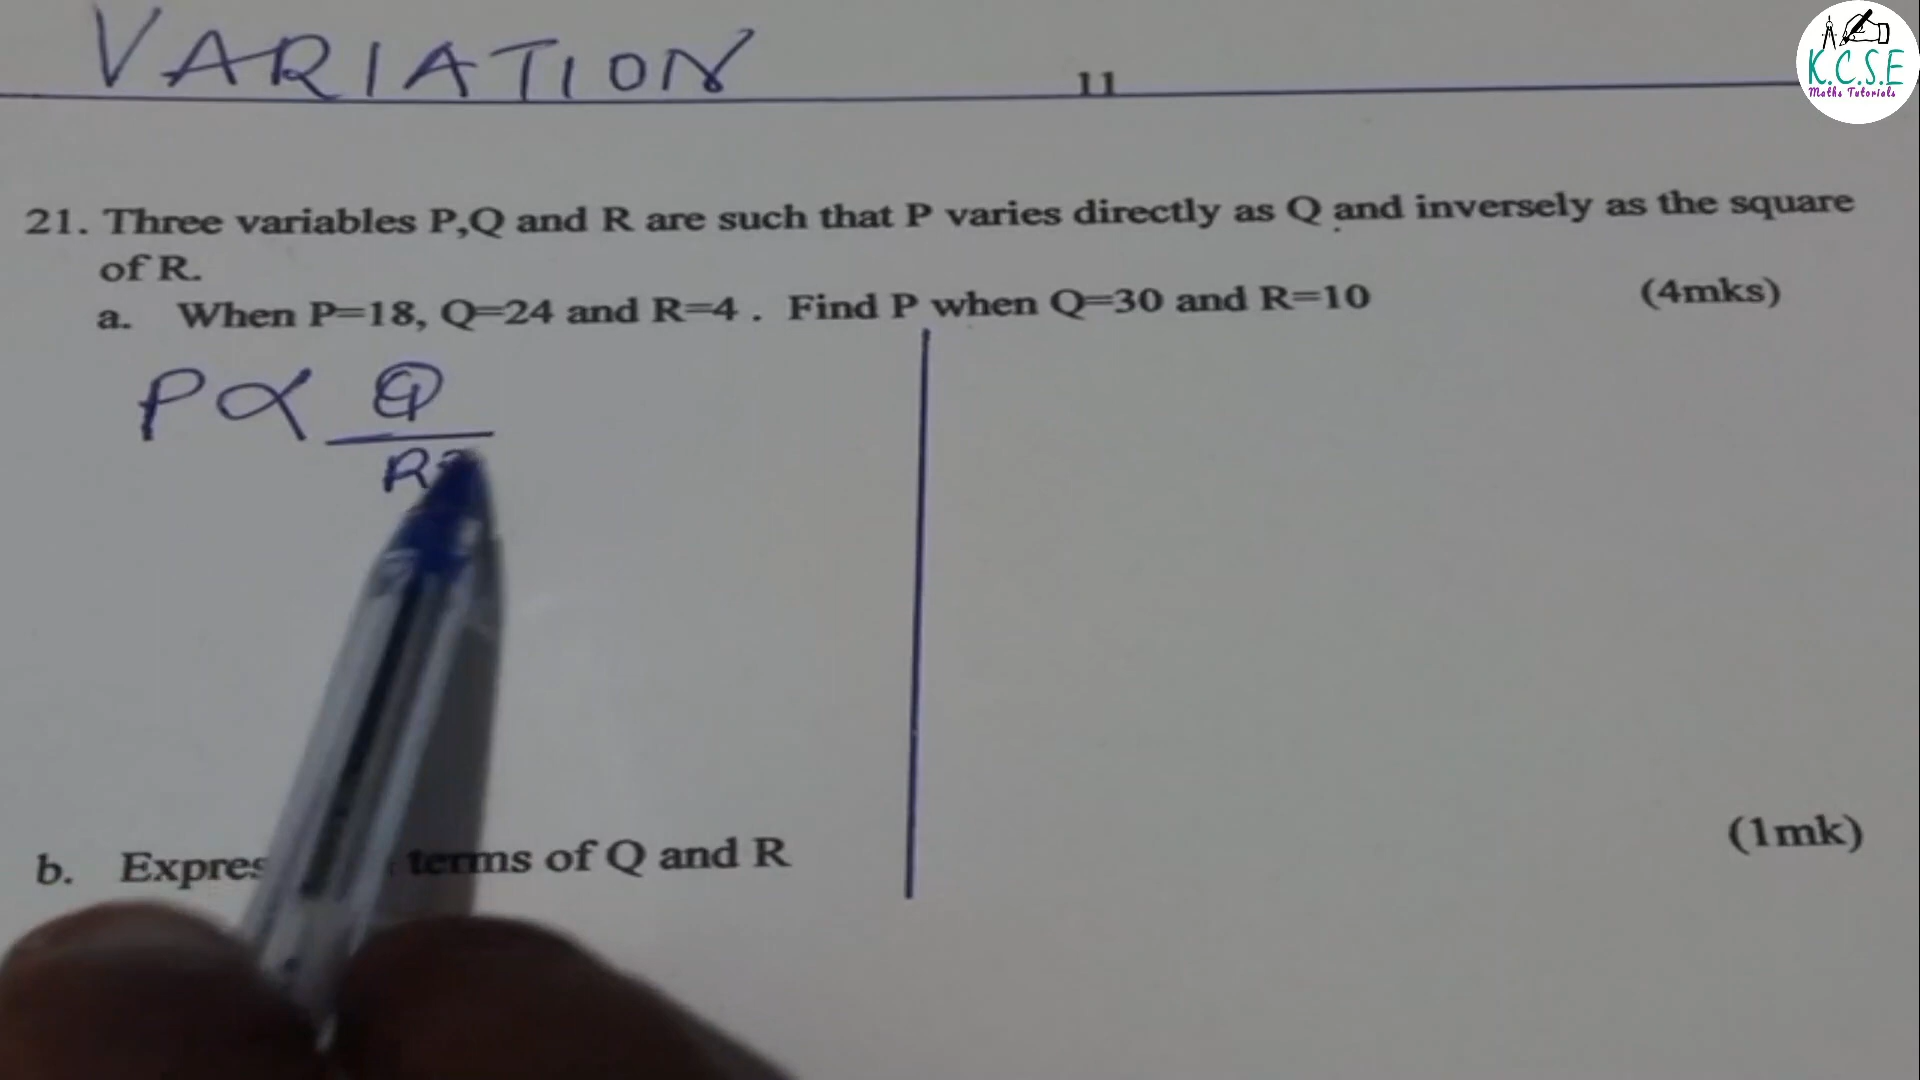 VARIATION
11
K.C.S.E
Maths Tutorials
21. Three variables P,Q and R are such that P varies directly as Q and inversely as the square
of R.
a. When P=18, Q=24 and R=4 . Find P when Q=30 and R=10 (4mks)
P∝ Q
R
b. terms of Q and R (1mk)